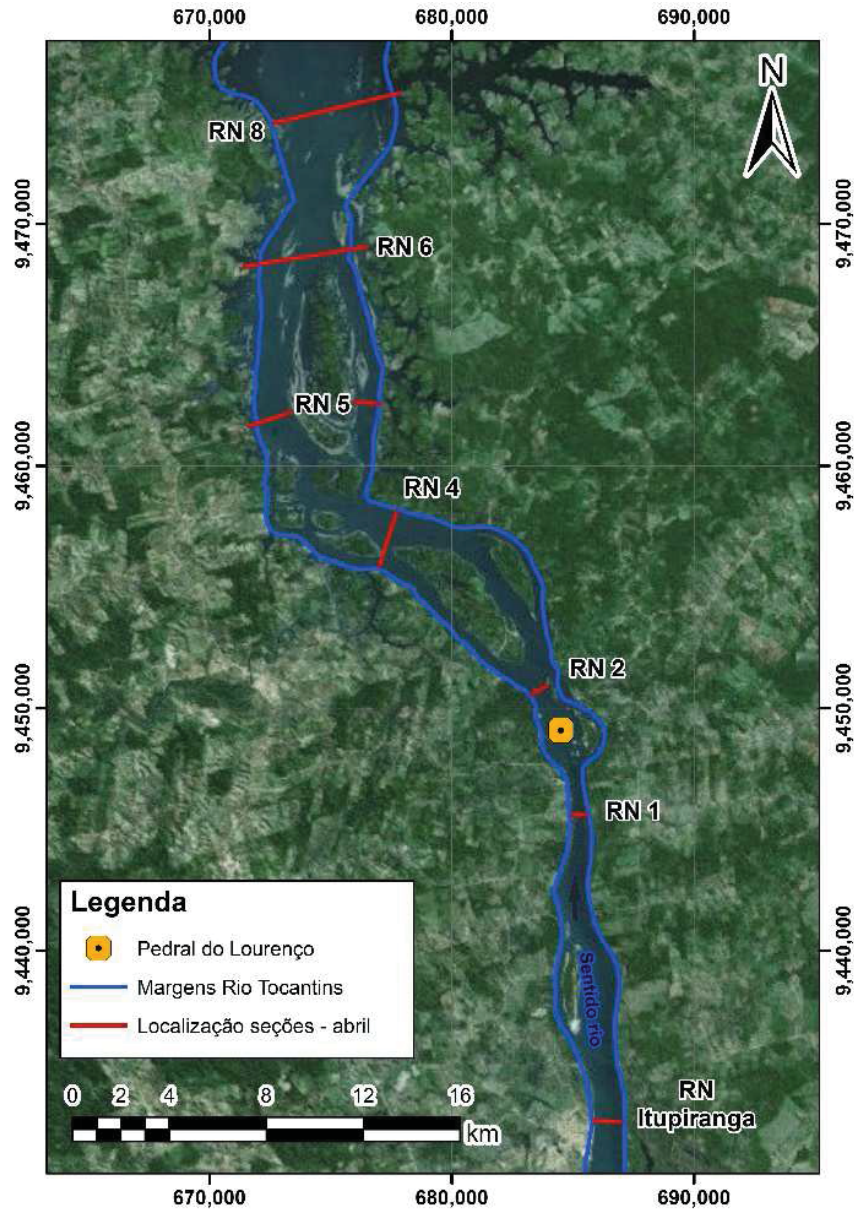 670,000 680,000 690,000
N
RN 8
9,470,000 9,470,000
RN 6
RN 5
9,460,000 9,460,000
RN 4
RN 2
9,450,000 9,450,000
RN 1
Legenda
Pedral do Lourenço
Margens Rio Tocantins
Localização seções - abril
9,440,000 9,440,000
Sentido rio
0 2 4 8 12 16
km
RN
Itupiranga
670,000 680,000 690,000